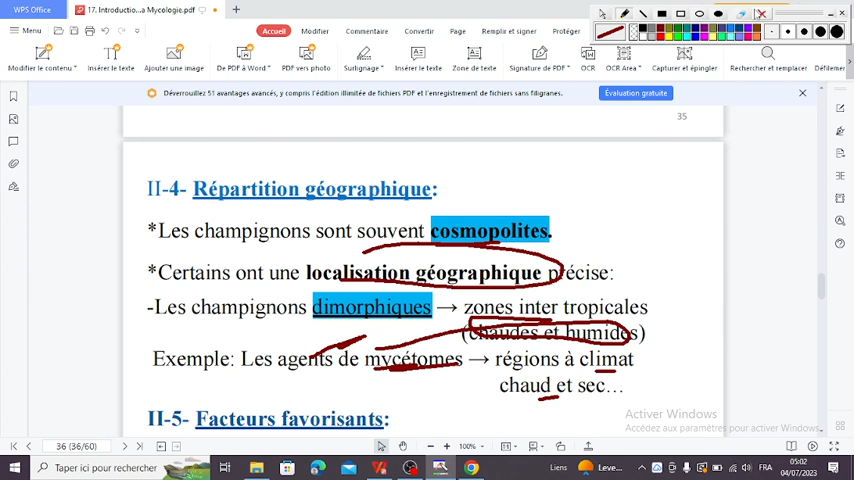 WPS Office
17. Introductio...a Mycologie.pdf
Menu
Accueil
Modifier
Commentaire
Convertir
Page
Remplir et signer
Protéger
Modifier le contenu
Insérer le texte
Ajouter une image
De PDF à Word
PDF vers photo
Surlignage
Insérer le texte
Zone de texte
Signature de PDF
OCR
OCR Area
Capturer et épingler
Rechercher et remplacer
Déverrouillez 51 avantages avancés, y compris l'édition illimitée de fichiers PDF et l'enregistrement de fichiers sans filigranes.
Évaluation gratuite
35
II-4- Répartition géographique:
*Les champignons sont souvent cosmopolites.
*Certains ont une localisation géographique précise:
-Les champignons dimorphiques → zones inter tropicales
(chaudes et humides)
Exemple: Les agents de mycétomes → régions à climat
chaud et sec...
II-5- Facteurs favorisants:
Activer Windows
Accédez aux paramètres pour activer Windows.
36 (36/60)
100%
Taper ici pour rechercher
Liens
Leve...
FRA
05:02
04/07/2023